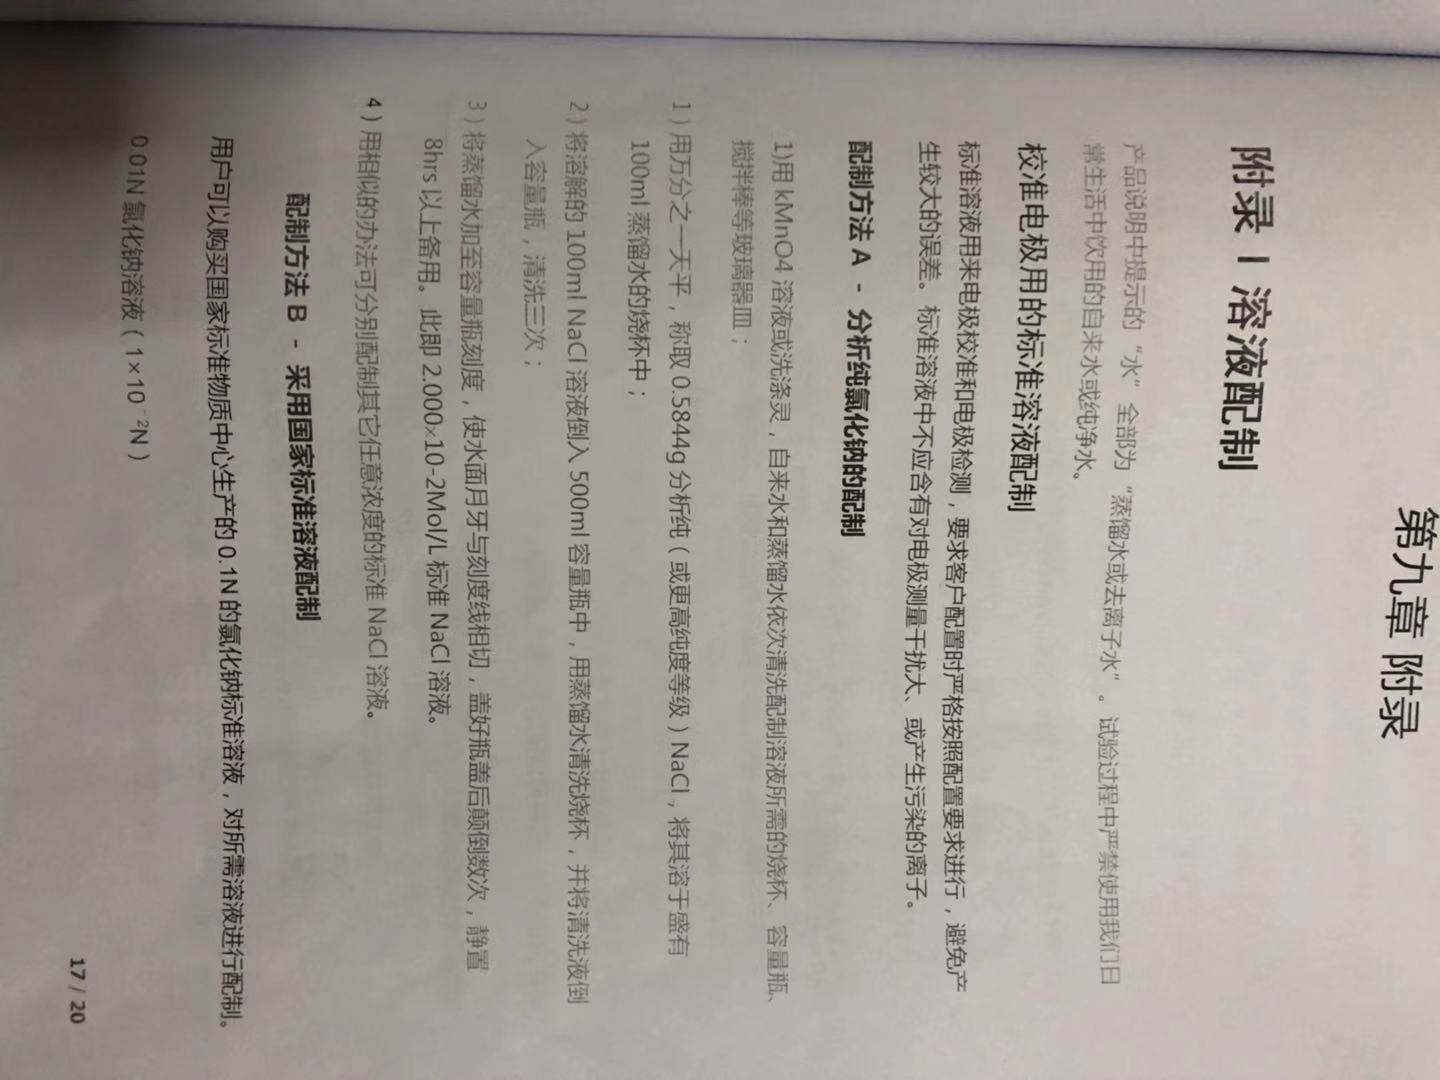 第九章 附录
附录 I 溶液配制
产品说明中提示的“水”全部为“蒸馏水或去离子水”。试验过程中严禁使用我们日
常生活中饮用的自来水或纯净水。
校准电极用的标准溶液配制
标准溶液用来电极校准和电极检测，要求客户配置时严格按照配置要求进行，避免产
生较大的误差。标准溶液中不应含有对电极测量干扰大、或产生污染的离子。
配制方法 A - 分析纯氯化钠的配制
1)用 kMnO4 溶液或洗涤灵，自来水和蒸馏水依次清洗配制溶液所需的烧杯、容量瓶、
搅拌棒等玻璃器皿；
1）用万分之一天平，称取 0.5844g 分析纯（或更高纯度等级）NaCl，将其溶于盛有
100ml 蒸馏水的烧杯中；
2）将溶解的 100ml NaCl 溶液倒入 500ml 容量瓶中，用蒸馏水清洗烧杯，并将清洗液倒
入容量瓶，清洗三次；
3）将蒸馏水加至容量瓶刻度，使水面月牙与刻度线相切，盖好瓶盖后颠倒数次，静置
8hrs 以上备用。此即 2.000×10-2Mol/L 标准 NaCl 溶液。
4）用相似的办法可分别配制其它任意浓度的标准 NaCl 溶液。
配制方法 B - 采用国家标准溶液配制
用户可以购买国家标准物质中心生产的 0.1N 的氯化钠标准溶液，对所需溶液进行配制。
0.01N 氯化钠溶液（1×10⁻²N）
17 / 20